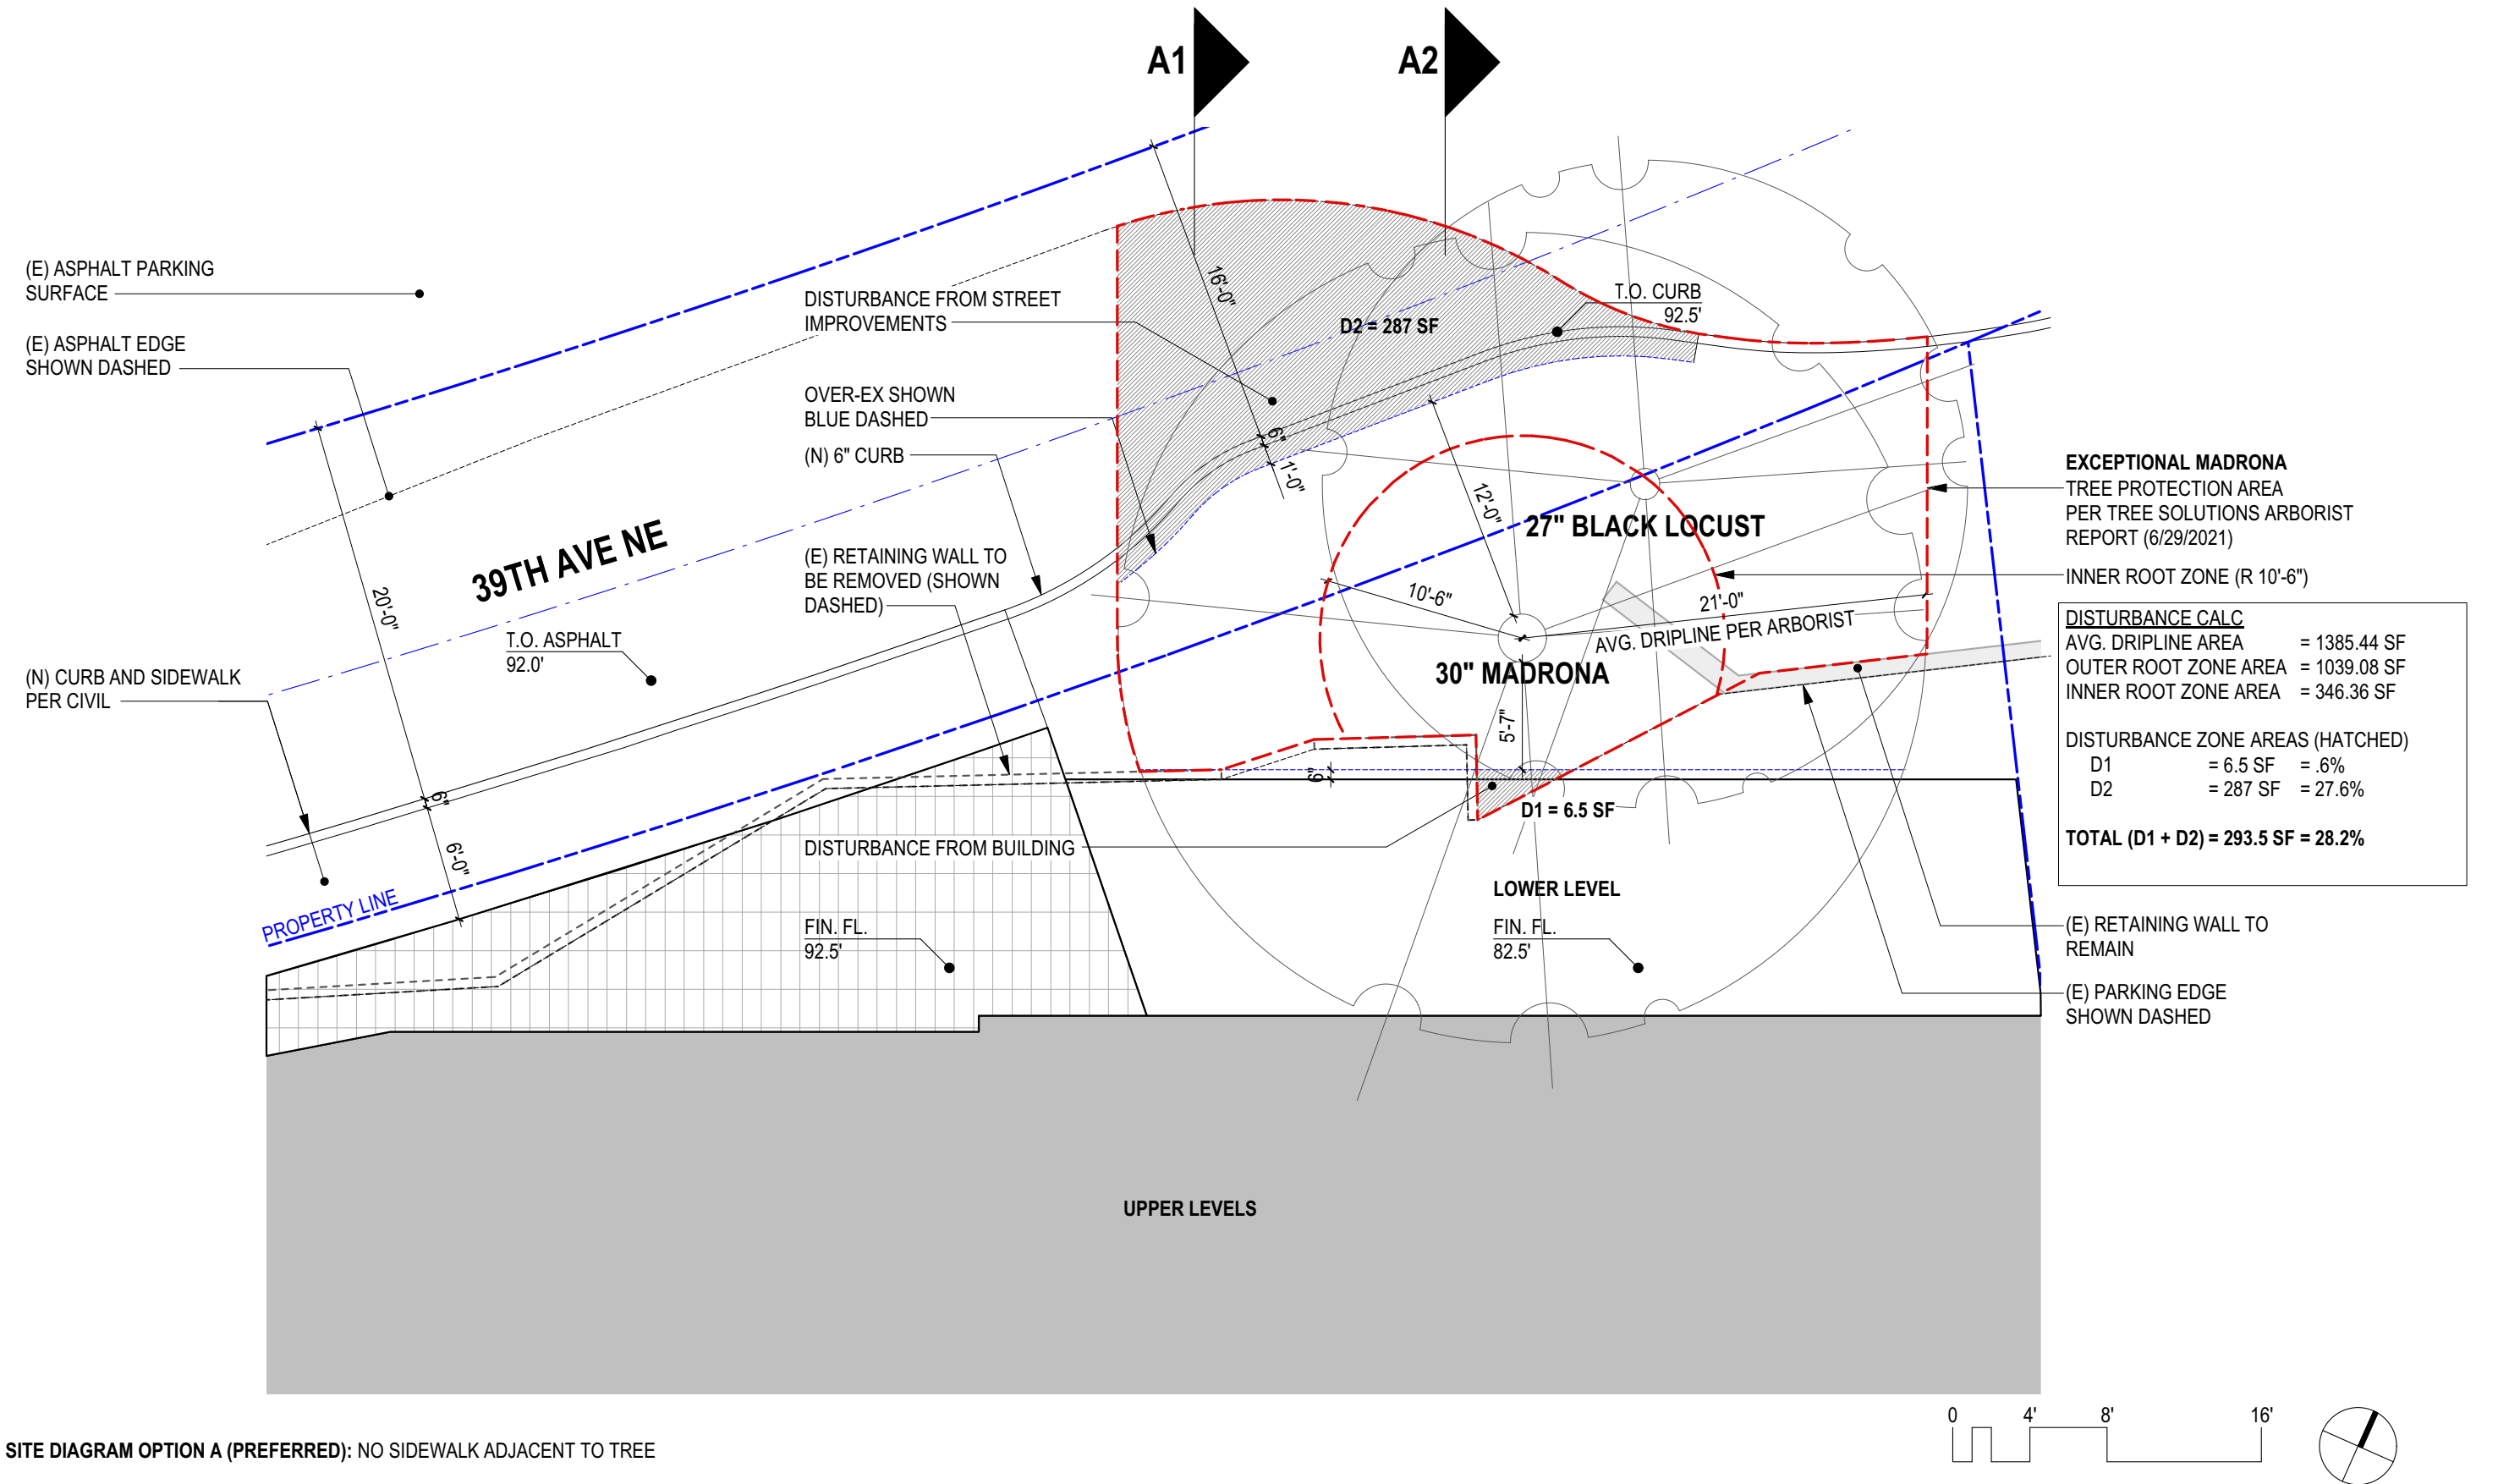 A1
A2
(E) ASPHALT PARKING
SURFACE
(E) ASPHALT EDGE
SHOWN DASHED
DISTURBANCE FROM STREET
IMPROVEMENTS
16'-0"
D2 = 287 SF
T.O. CURB
92.5'
OVER-EX SHOWN
BLUE DASHED
(N) 6" CURB
6"
1'-0"
12'-0"
27" BLACK LOCUST
EXCEPTIONAL MADRONA
TREE PROTECTION AREA
PER TREE SOLUTIONS ARBORIST
REPORT (6/29/2021)
INNER ROOT ZONE (R 10'-6")
39TH AVE NE
(E) RETAINING WALL TO
BE REMOVED (SHOWN
DASHED)
10'-6"
21'-0"
AVG. DRIPLINE PER ARBORIST
20'-0"
T.O. ASPHALT
92.0'
30" MADRONA
5'-7"
(N) CURB AND SIDEWALK
PER CIVIL
DISTURBANCE CALC
AVG. DRIPLINE AREA = 1385.44 SF
OUTER ROOT ZONE AREA = 1039.08 SF
INNER ROOT ZONE AREA = 346.36 SF
DISTURBANCE ZONE AREAS (HATCHED)
D1 = 6.5 SF = .6%
D2 = 287 SF = 27.6%
TOTAL (D1 + D2) = 293.5 SF = 28.2%
6"
6"
6'-0"
D1 = 6.5 SF
DISTURBANCE FROM BUILDING
PROPERTY LINE
LOWER LEVEL
FIN. FL.
92.5'
FIN. FL.
82.5'
(E) RETAINING WALL TO
REMAIN
(E) PARKING EDGE
SHOWN DASHED
UPPER LEVELS
0 4' 8' 16'
SITE DIAGRAM OPTION A (PREFERRED): NO SIDEWALK ADJACENT TO TREE